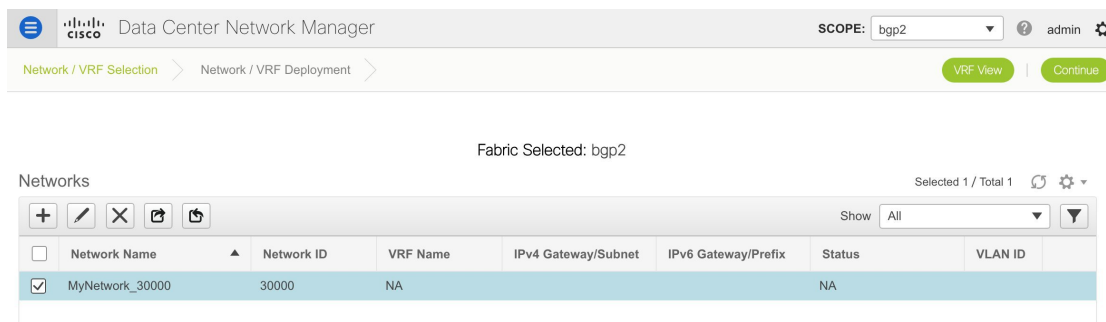 CISCO Data Center Network Manager SCOPE: bgp2 ? admin
Network / VRF Selection Network / VRF Deployment VRF View Continue
Fabric Selected: bgp2
Networks Selected 1 / Total 1
Show All
Network Name Network ID VRF Name IPv4 Gateway/Subnet IPv6 Gateway/Prefix Status VLAN ID
MyNetwork_30000 30000 NA NA